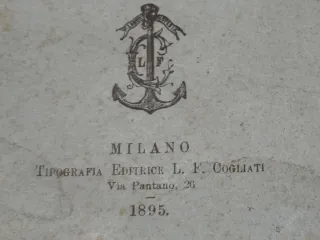 L F
MILANO
TIPOGRAFIA EDITRICE L. F. COGLIATI
Via Pantano, 26
1895.